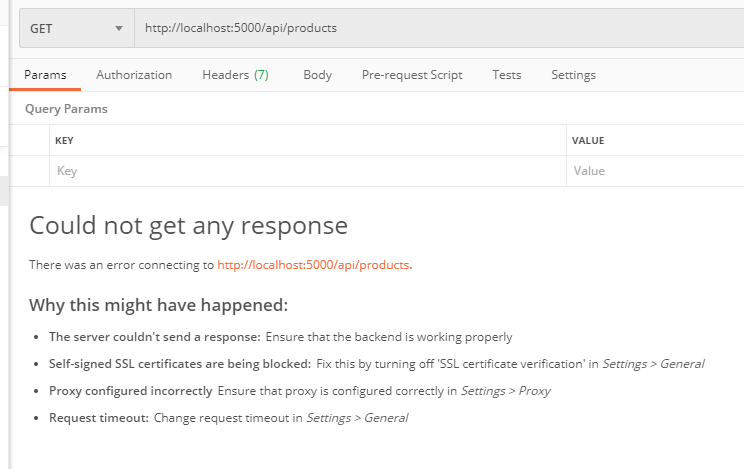 GET http://localhost:5000/api/products
Params Authorization Headers (7) Body Pre-request Script Tests Settings
Query Params
KEY VALUE
Key Value
Could not get any response
There was an error connecting to http://localhost:5000/api/products.
Why this might have happened:
• The server couldn't send a response: Ensure that the backend is working properly
• Self-signed SSL certificates are being blocked: Fix this by turning off 'SSL certificate verification' in Settings > General
• Proxy configured incorrectly Ensure that proxy is configured correctly in Settings > Proxy
• Request timeout: Change request timeout in Settings > General